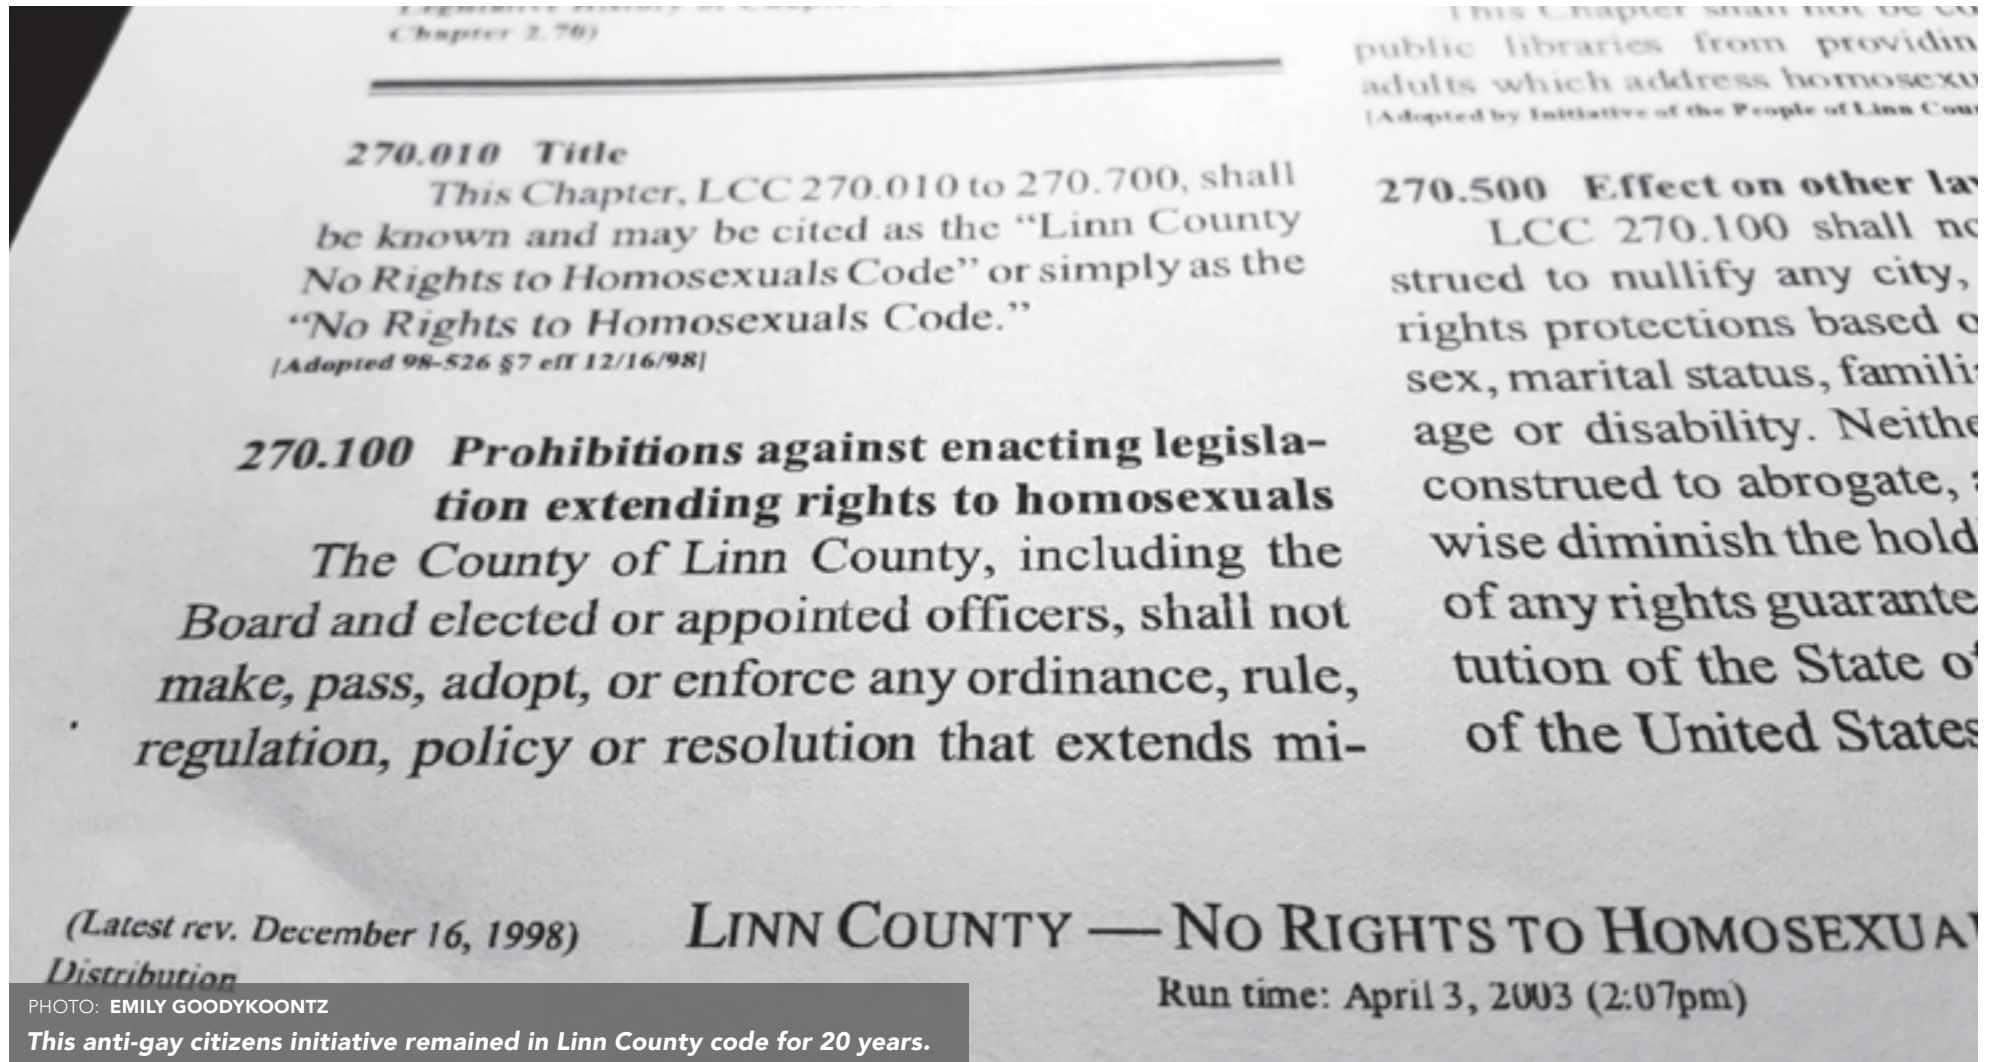 Chapter 2.70)
270.010 Title
This Chapter, LCC 270.010 to 270.700, shall
be known and may be cited as the “Linn County
No Rights to Homosexuals Code” or simply as the
“No Rights to Homosexuals Code.”
[Adopted 98-526 §7 eff 12/16/98]
270.100 Prohibitions against enacting legisla-
tion extending rights to homosexuals
The County of Linn County, including the
Board and elected or appointed officers, shall not
make, pass, adopt, or enforce any ordinance, rule,
regulation, policy or resolution that extends mi-
This Chapter shall not be co
public libraries from providin
adults which address homosexu
[Adopted by Initiative of the People of Linn Coun
270.500 Effect on other la
LCC 270.100 shall no
strued to nullify any city,
rights protections based o
sex, marital status, famili
age or disability. Neithe
construed to abrogate,
wise diminish the hold
of any rights guarante
tution of the State o
of the United States
(Latest rev. December 16, 1998)
Distribution
LINN COUNTY — NO RIGHTS TO HOMOSEXUA
Run time: April 3, 2003 (2:07pm)
PHOTO: EMILY GOODYKOONTZ
This anti-gay citizens initiative remained in Linn County code for 20 years.